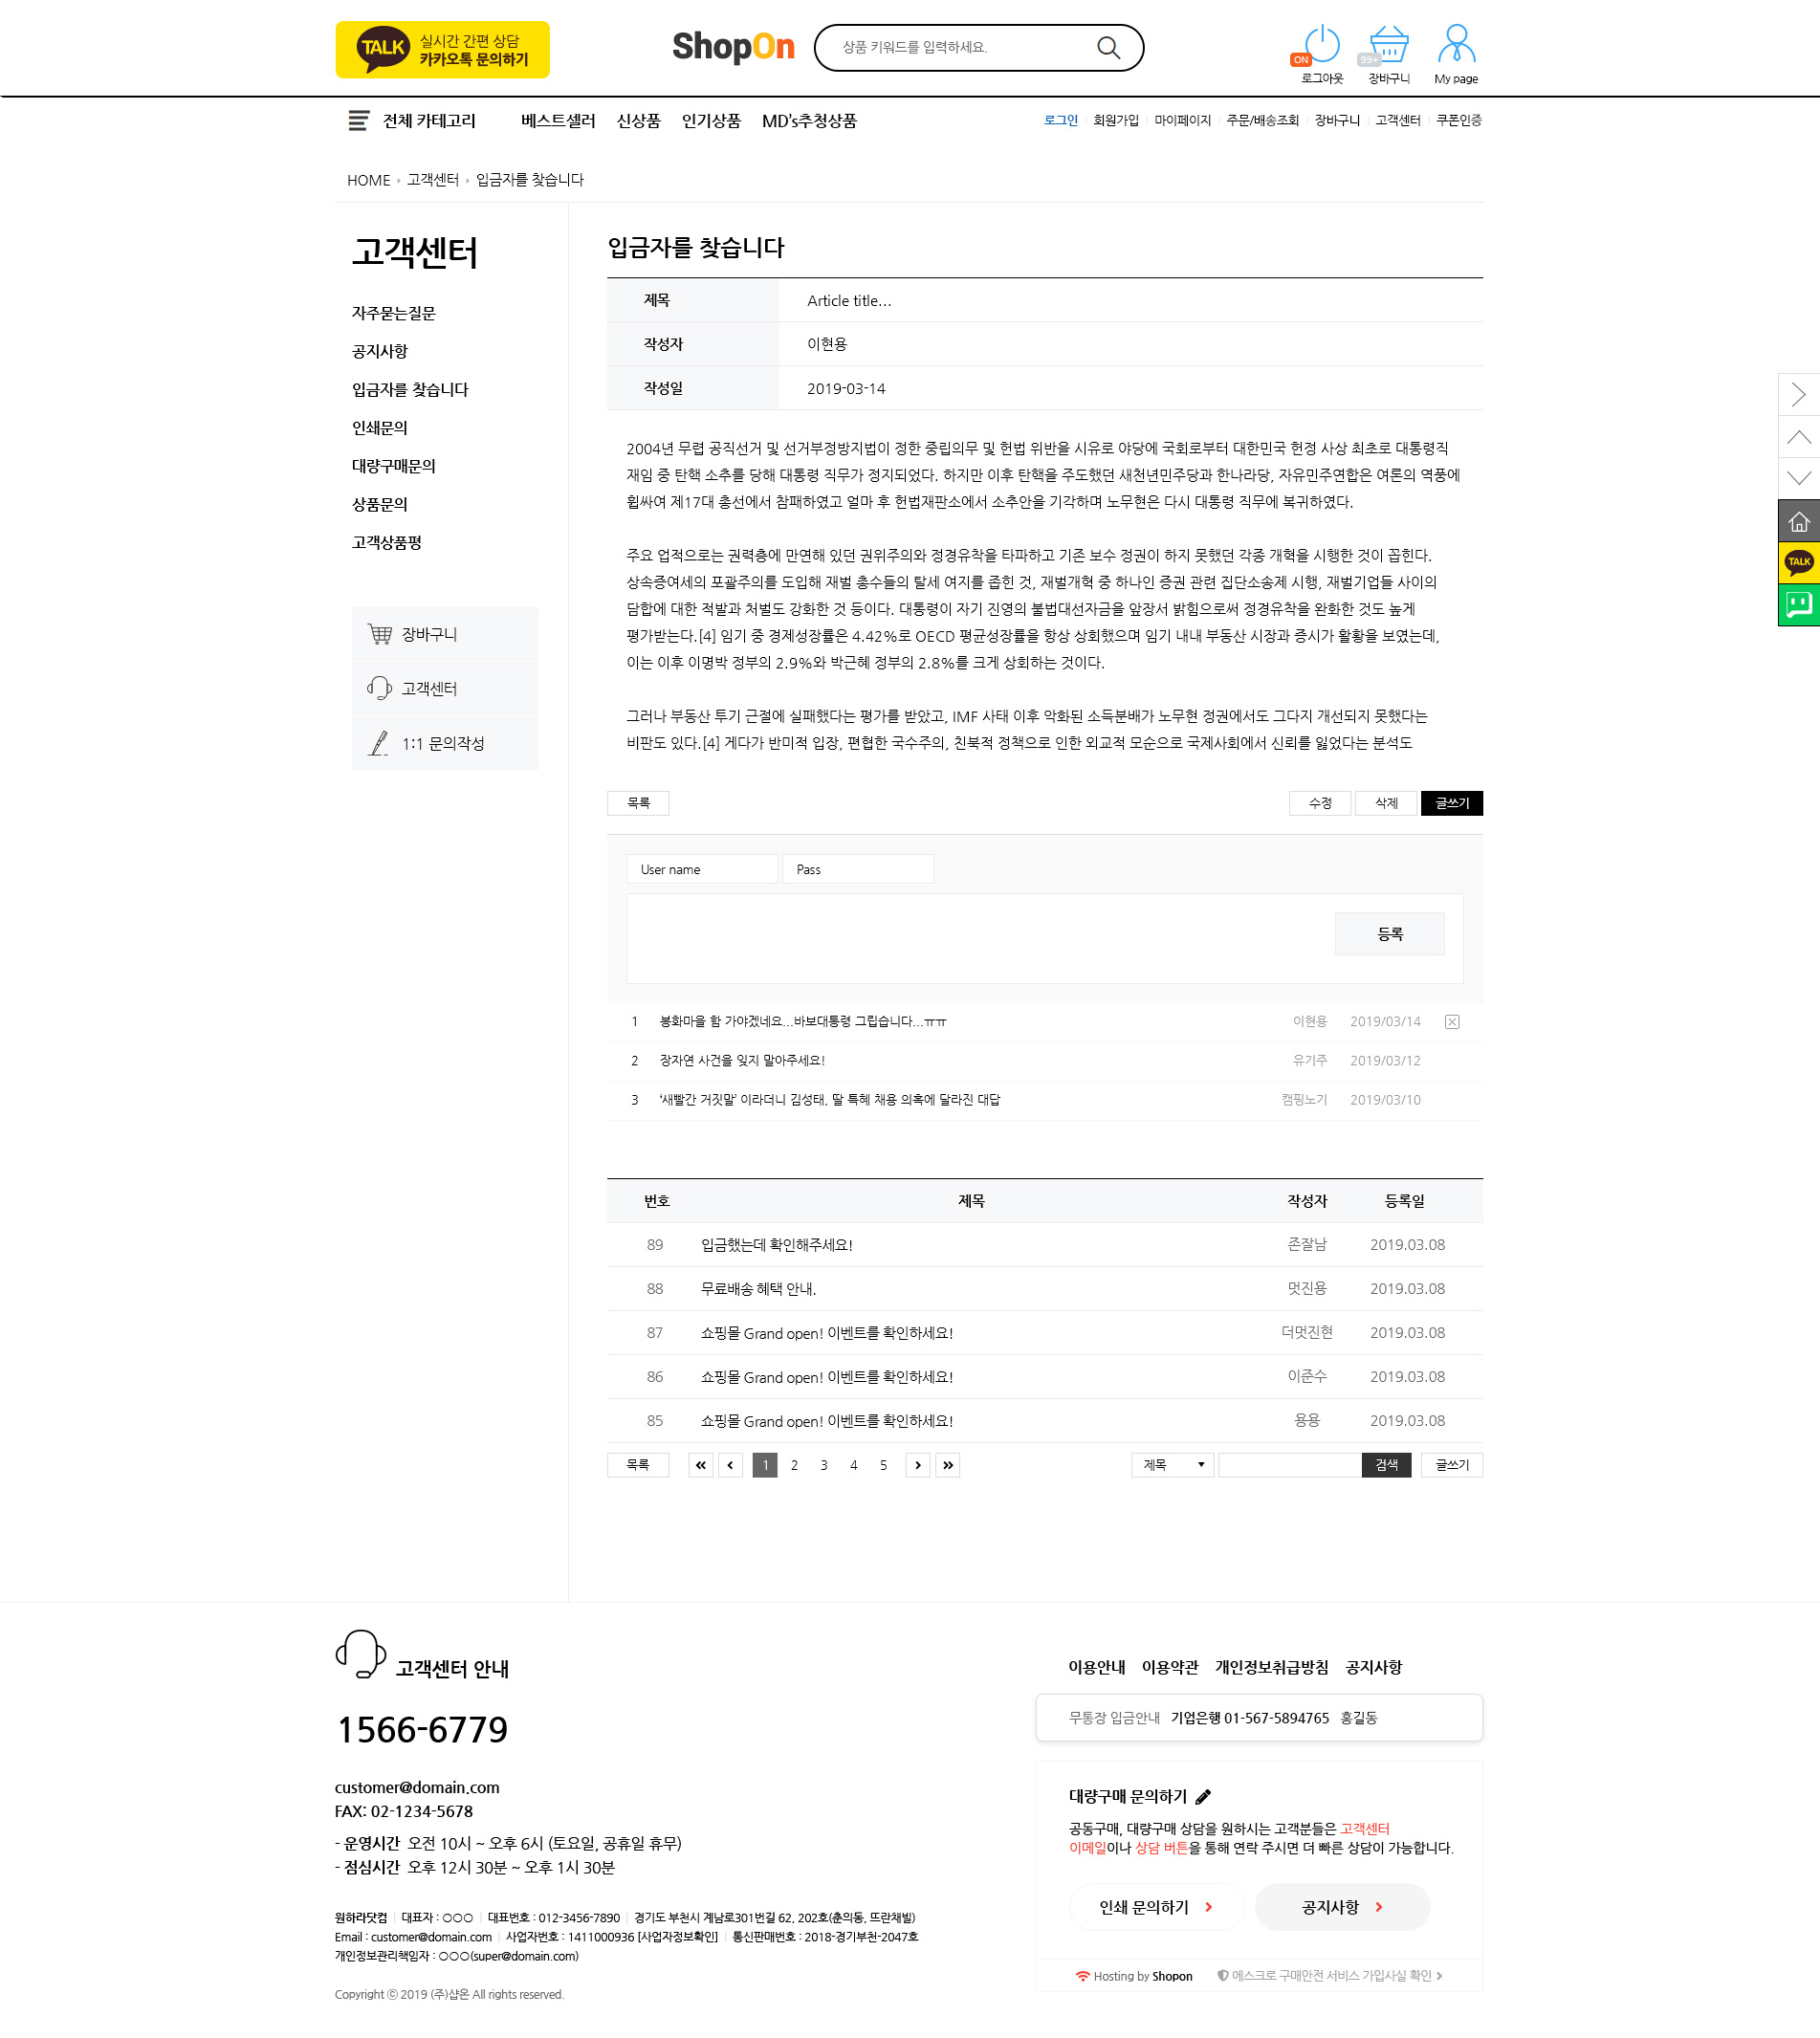 TALK 실시간 간편 상담
카카오톡 문의하기
ShopOn
상품 키워드를 입력하세요.
ON 99+
로그아웃 장바구니 My page
전체 카테고리 베스트셀러 신상품 인기상품 MD's추청상품
로그인 회원가입 마이페이지 주문/배송조회 장바구니 고객센터 쿠폰인증
HOME 고객센터 입금자를 찾습니다
고객센터
자주묻는질문
공지사항
입금자를 찾습니다
인쇄문의
대량구매문의
상품문의
고객상품평
장바구니
고객센터
1:1 문의작성
입금자를 찾습니다
제목 Article title...
작성자 이현용
작성일 2019-03-14
2004년 무렵 공직선거 및 선거부정방지법이 정한 중립의무 및 헌법 위반을 시유로 야당에 국회로부터 대한민국 헌정 사상 최초로 대통령직
재임 중 탄핵 소추를 당해 대통령 직무가 정지되었다. 하지만 이후 탄핵을 주도했던 새천년민주당과 한나라당, 자유민주연합은 여론의 역풍에
휩싸여 제17대 총선에서 참패하였고 얼마 후 헌법재판소에서 소추안을 기각하며 노무현은 다시 대통령 직무에 복귀하였다.
주요 업적으로는 권력층에 만연해 있던 권위주의와 정경유착을 타파하고 기존 보수 정권이 하지 못했던 각종 개혁을 시행한 것이 꼽힌다.
상속증여세의 포괄주의를 도입해 재벌 총수들의 탈세 여지를 좁힌 것, 재벌개혁 중 하나인 증권 관련 집단소송제 시행, 재벌기업들 사이의
담합에 대한 적발과 처벌도 강화한 것 등이다. 대통령이 자기 진영의 불법대선자금을 앞장서 밝힘으로써 정경유착을 완화한 것도 높게
평가받는다.[4] 임기 중 경제성장률은 4.42%로 OECD 평균성장률을 항상 상회했으며 임기 내내 부동산 시장과 증시가 활황을 보였는데,
이는 이후 이명박 정부의 2.9%와 박근혜 정부의 2.8%를 크게 상회하는 것이다.
그러나 부동산 투기 근절에 실패했다는 평가를 받았고, IMF 사태 이후 악화된 소득분배가 노무현 정권에서도 그다지 개선되지 못했다는
비판도 있다.[4] 게다가 반미적 입장, 편협한 국수주의, 친북적 정책으로 인한 외교적 모순으로 국제사회에서 신뢰를 잃었다는 분석도
목록 수정 삭제 글쓰기
User name Pass
등록
1 봉화마을 함 가야겠네요...바보대통령 그립습니다...ㅠㅠ 이현용 2019/03/14
2 장자연 사건을 잊지 말아주세요! 유기주 2019/03/12
3 '새빨간 거짓말' 이라더니 김성태, 딸 특혜 채용 의혹에 달라진 대답 캠핑노기 2019/03/10
번호 제목 작성자 등록일
89 입금했는데 확인해주세요! 존잘남 2019.03.08
88 무료배송 혜택 안내. 멋진용 2019.03.08
87 쇼핑몰 Grand open! 이벤트를 확인하세요! 더멋진현 2019.03.08
86 쇼핑몰 Grand open! 이벤트를 확인하세요! 이준수 2019.03.08
85 쇼핑몰 Grand open! 이벤트를 확인하세요! 용용 2019.03.08
목록 1 2 3 4 5 제목 검색 글쓰기
TALK
고객센터 안내
1566-6779
customer@domain.com
FAX: 02-1234-5678
- 운영시간 오전 10시 ~ 오후 6시 (토요일, 공휴일 휴무)
- 점심시간 오후 12시 30분 ~ 오후 1시 30분
원하라닷컴 대표자 : ○○○ 대표번호 : 012-3456-7890 경기도 부천시 계남로301번길 62, 202호(춘의동, 뜨란채빌)
Email : customer@domain.com 사업자번호 : 1411000936 [사업자정보확인] 통신판매번호 : 2018-경기부천-2047호
개인정보관리책임자 : ○○○(super@domain.com)
Copyright ⓒ 2019 (주)샵온 All rights reserved.
이용안내 이용약관 개인정보취급방침 공지사항
무통장 입금안내 기업은행 01-567-5894765 홍길동
대량구매 문의하기
공동구매, 대량구매 상담을 원하시는 고객분들은 고객센터
이메일이나 상담 버튼을 통해 연락 주시면 더 빠른 상담이 가능합니다.
인쇄 문의하기 공지사항
Hosting by Shopon 에스크로 구매안전 서비스 가입사실 확인